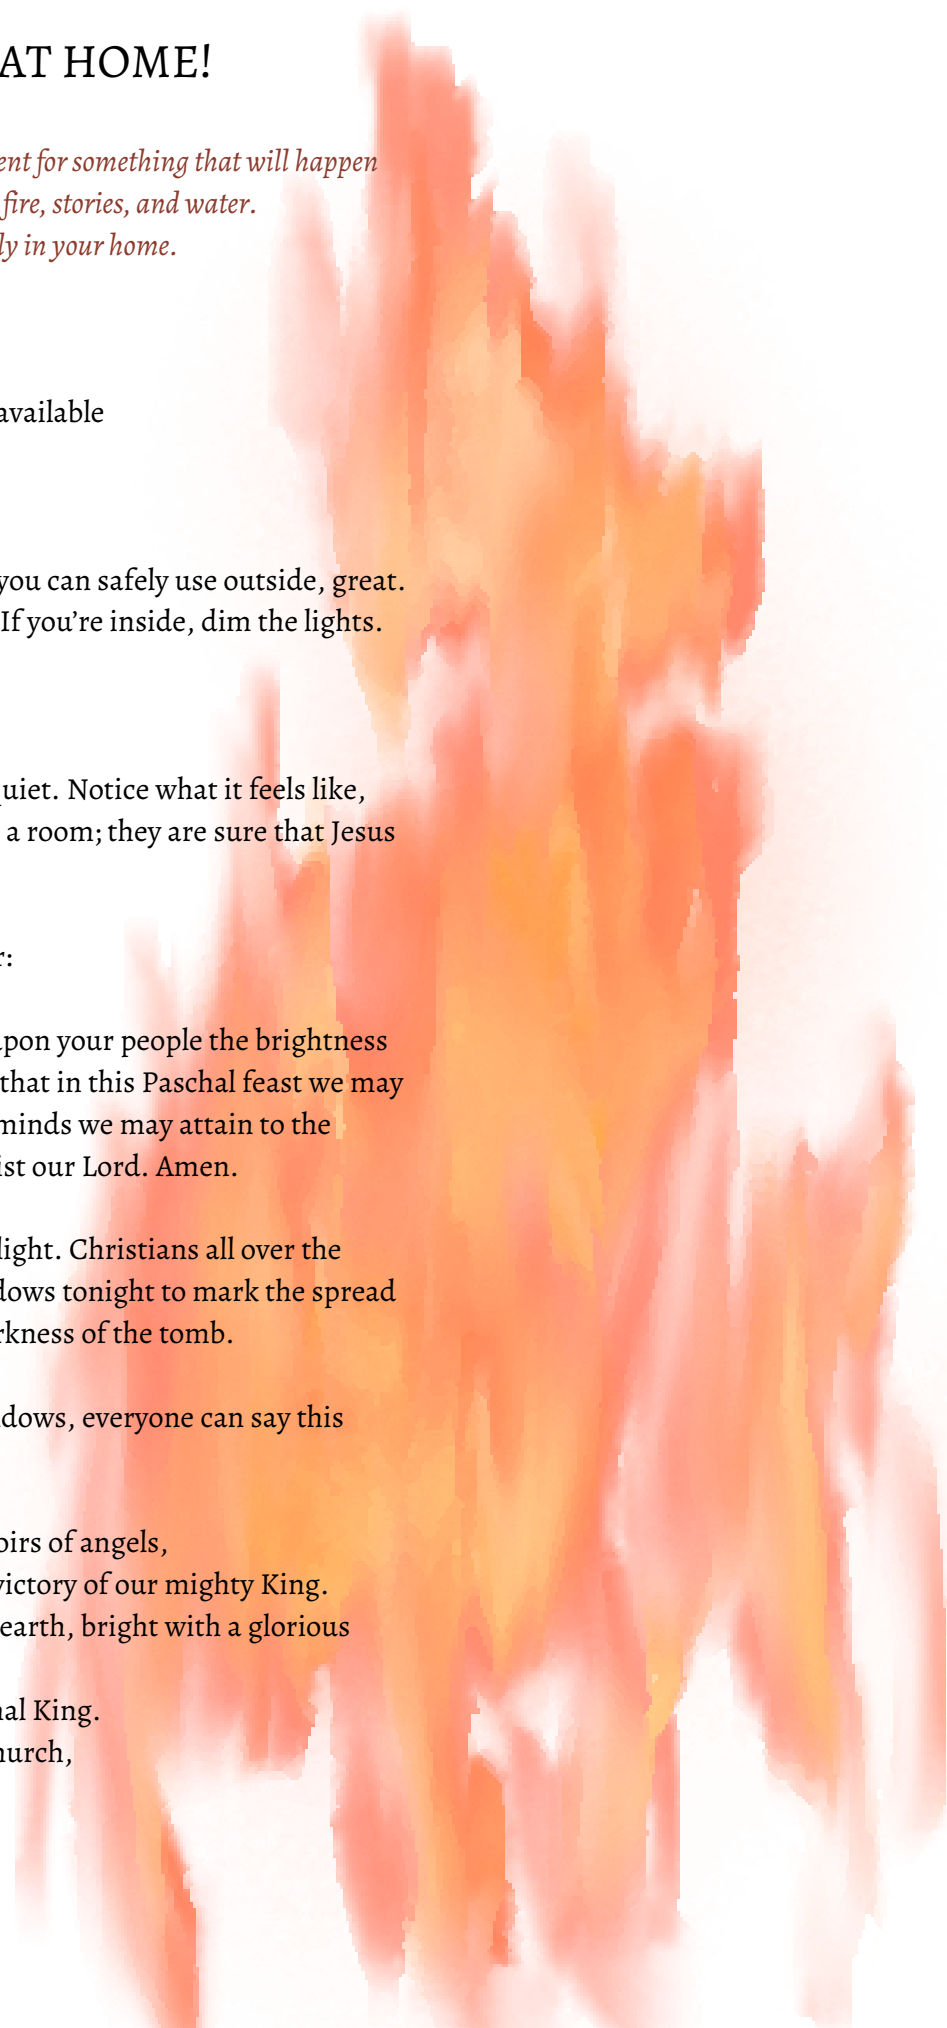 AT HOME!
ent for something that will happen
fire, stories, and water.
ly in your home.
available
you can safely use outside, great.
If you're inside, dim the lights.
uiet. Notice what it feels like,
a room; they are sure that Jesus
r:
upon your people the brightness
that in this Paschal feast we may
minds we may attain to the
ist our Lord. Amen.
light. Christians all over the
dows tonight to mark the spread
rkness of the tomb.
ndows, everyone can say this
oirs of angels,
victory of our mighty King.
earth, bright with a glorious
nal King.
hurch,